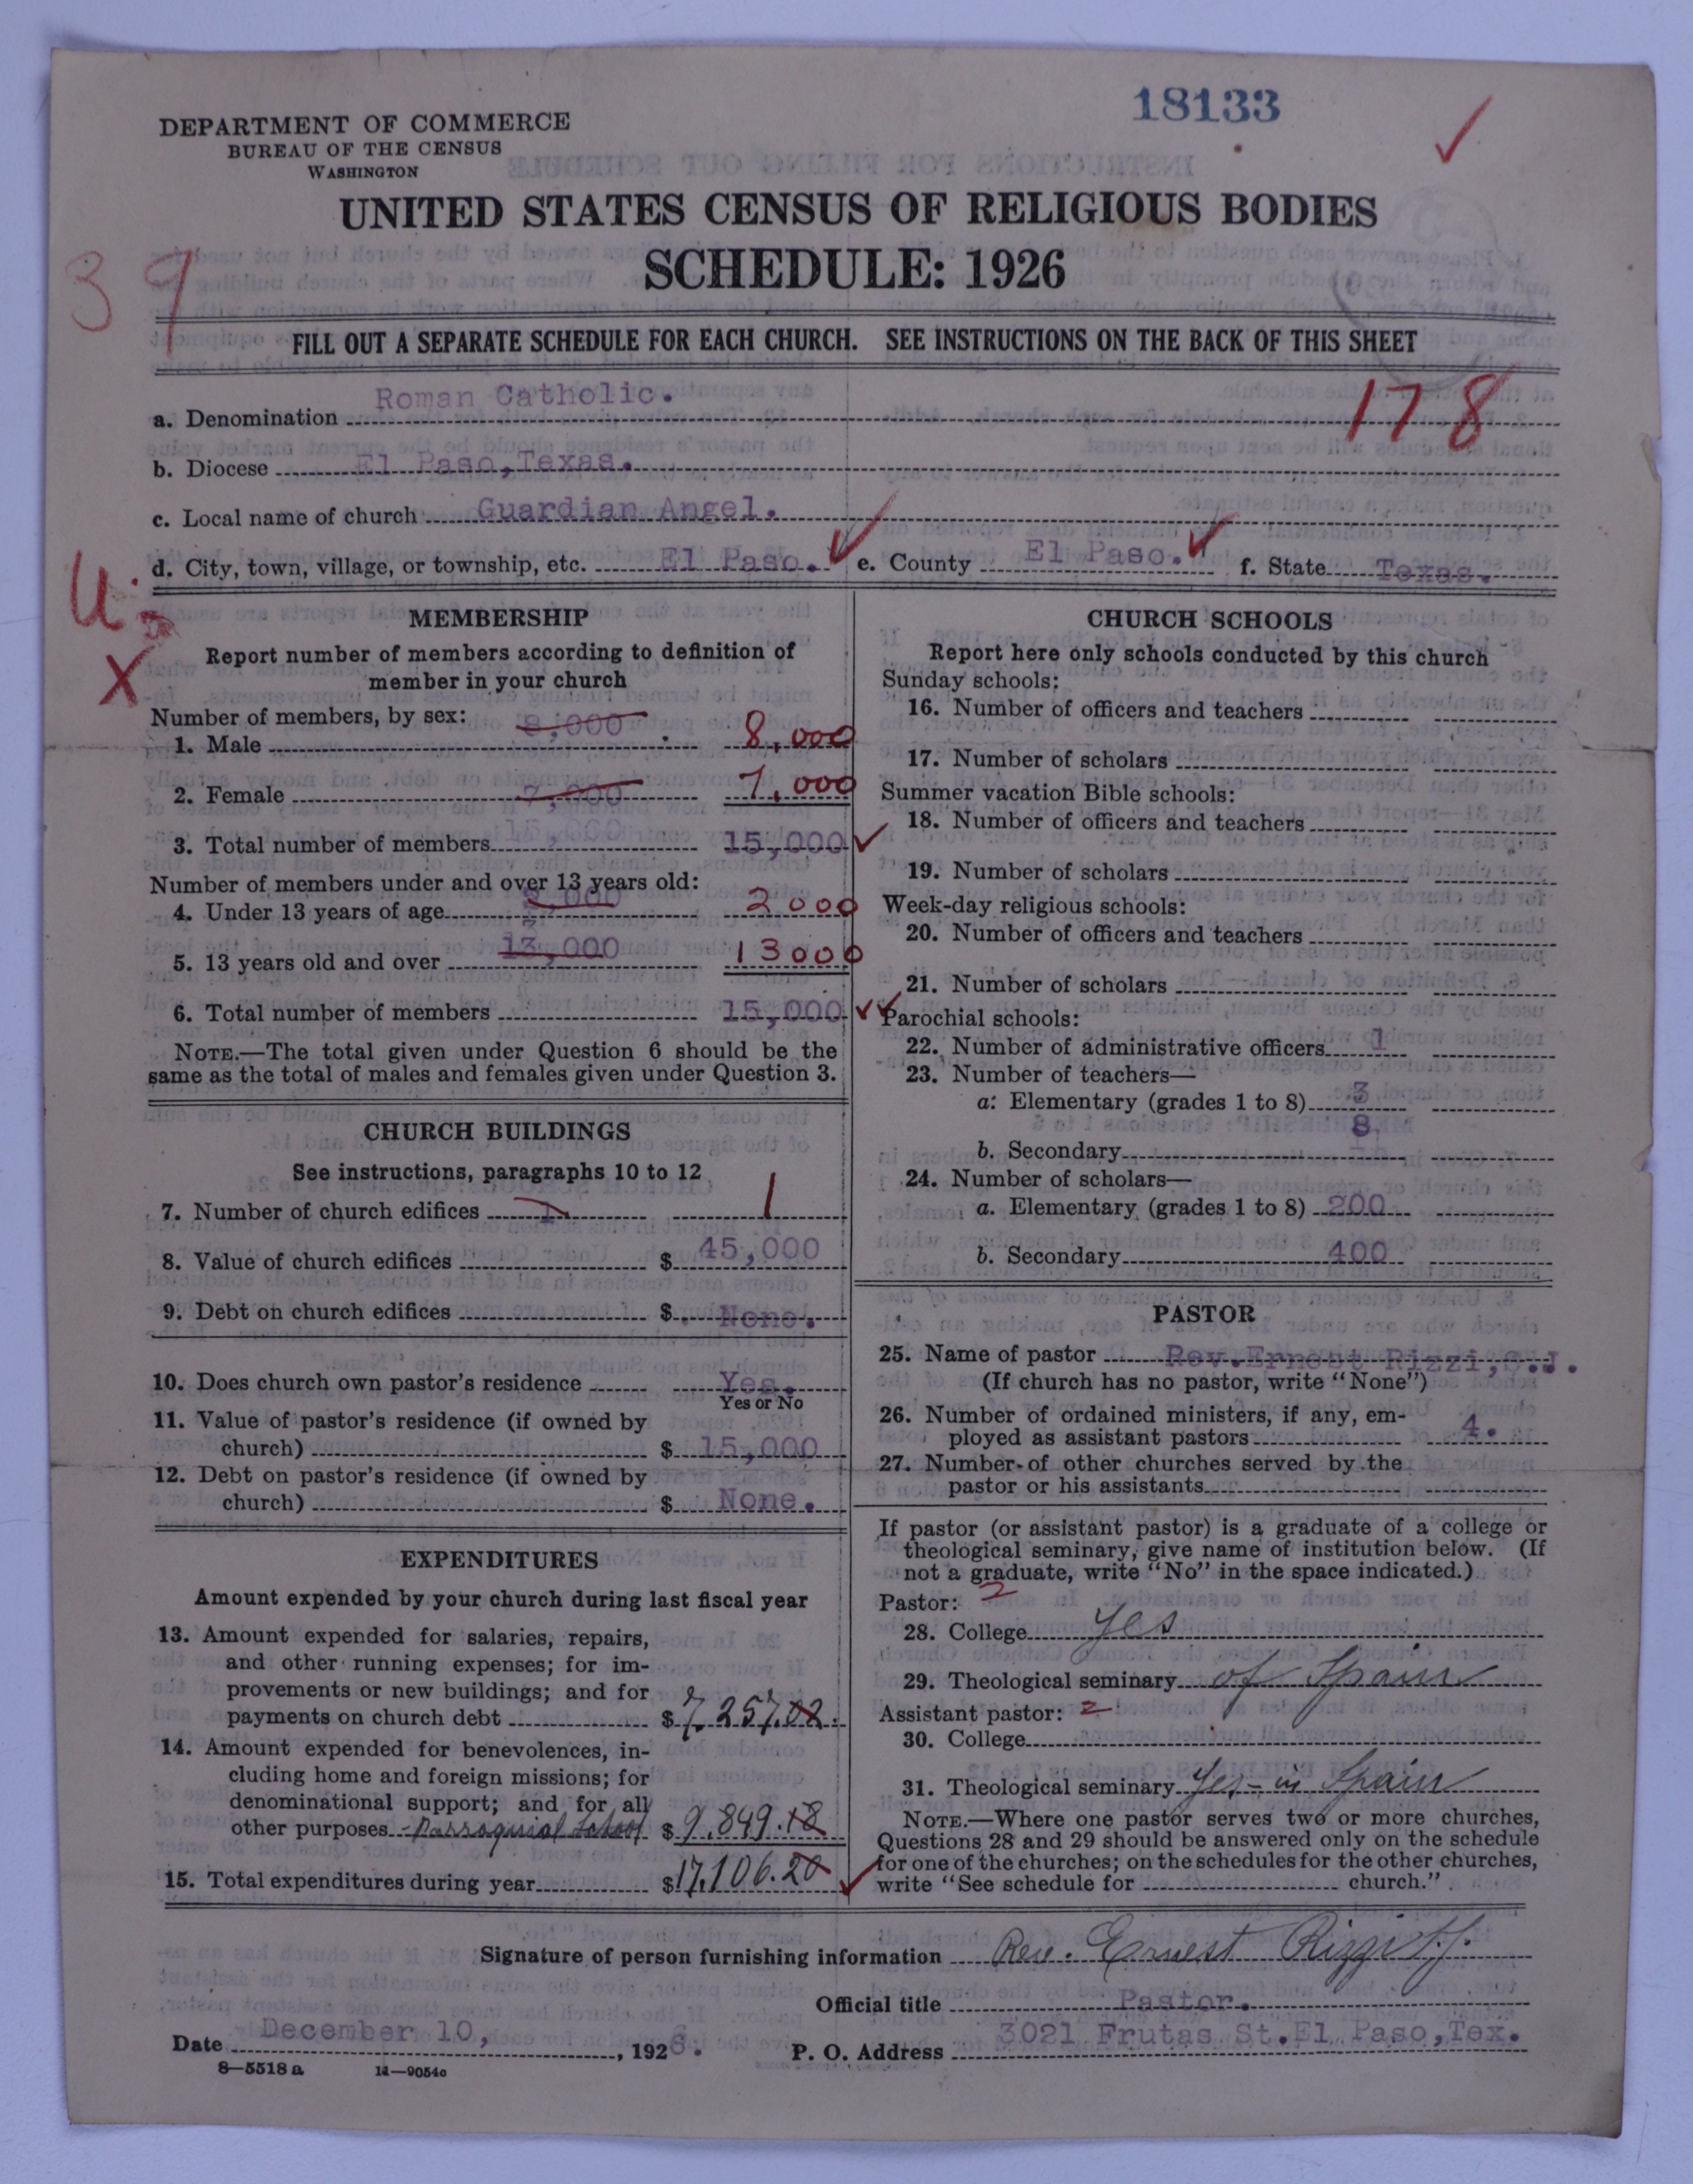 18133
DEPARTMENT OF COMMERCE
BUREAU OF THE CENSUS
WASHINGTON
UNITED STATES CENSUS OF RELIGIOUS BODIES
SCHEDULE: 1926
39
FILL OUT A SEPARATE SCHEDULE FOR EACH CHURCH. SEE INSTRUCTIONS ON THE BACK OF THIS SHEET
178
a. Denomination Roman Catholic.
b. Diocese El Paso, Texas.
c. Local name of church Guardian Angel.
d. City, town, village, or township, etc. El Paso. e. County El Paso. f. State Texas.
U.
X
MEMBERSHIP
Report number of members according to definition of
member in your church
Number of members, by sex:
1. Male 8,000 8,000
2. Female 7,000 7,000
3. Total number of members 15,000 15,000
Number of members under and over 13 years old:
4. Under 13 years of age 2,000 2000
5. 13 years old and over 13,000 13000
6. Total number of members 15,000
NOTE.—The total given under Question 6 should be the
same as the total of males and females given under Question 3.
CHURCH BUILDINGS
See instructions, paragraphs 10 to 12
7. Number of church edifices 1 1
8. Value of church edifices $ 45,000
9. Debt on church edifices $ None.
10. Does church own pastor's residence Yes.
Yes or No
11. Value of pastor's residence (if owned by
church) $ 15,000
12. Debt on pastor's residence (if owned by
church) $ None.
EXPENDITURES
Amount expended by your church during last fiscal year
13. Amount expended for salaries, repairs,
and other running expenses; for im-
provements or new buildings; and for
payments on church debt $ 7,257.02
14. Amount expended for benevolences, in-
cluding home and foreign missions; for
denominational support; and for all
other purposes - Parroquial School $ 9,849.18
15. Total expenditures during year $ 17,106.20
CHURCH SCHOOLS
Report here only schools conducted by this church
Sunday schools:
16. Number of officers and teachers
17. Number of scholars
Summer vacation Bible schools:
18. Number of officers and teachers
19. Number of scholars
Week-day religious schools:
20. Number of officers and teachers
21. Number of scholars
Parochial schools:
22. Number of administrative officers 1
23. Number of teachers—
a: Elementary (grades 1 to 8) 3
b. Secondary 8
24. Number of scholars—
a. Elementary (grades 1 to 8) 200
b. Secondary 400
PASTOR
25. Name of pastor Rev. Ernest Rizzi, S.J.
(If church has no pastor, write "None")
26. Number of ordained ministers, if any, em-
ployed as assistant pastors 4.
27. Number of other churches served by the
pastor or his assistants
If pastor (or assistant pastor) is a graduate of a college or
theological seminary, give name of institution below. (If
not a graduate, write "No" in the space indicated.)
Pastor: 2
28. College Yes
29. Theological seminary of Spain
Assistant pastor: 2
30. College
31. Theological seminary Yes - in Spain
NOTE.—Where one pastor serves two or more churches,
Questions 28 and 29 should be answered only on the schedule
for one of the churches; on the schedules for the other churches,
write "See schedule for church."
Signature of person furnishing information Rev. Ernest Rizzi S.J.
Official title Pastor.
Date December 10, , 1926.
P. O. Address 3021 Frutas St. El Paso, Tex.
8—5518 a 11—9054c